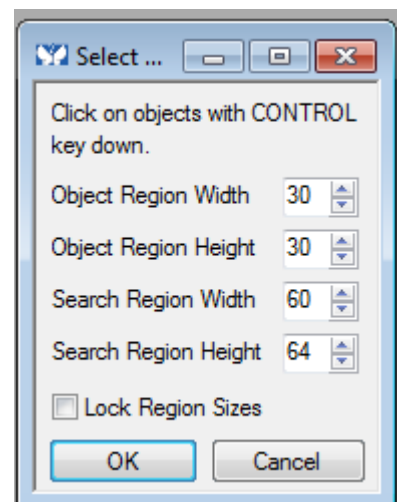 Select ...
Click on objects with CONTROL
key down.
Object Region Width 30
Object Region Height 30
Search Region Width 60
Search Region Height 64
Lock Region Sizes
OK Cancel